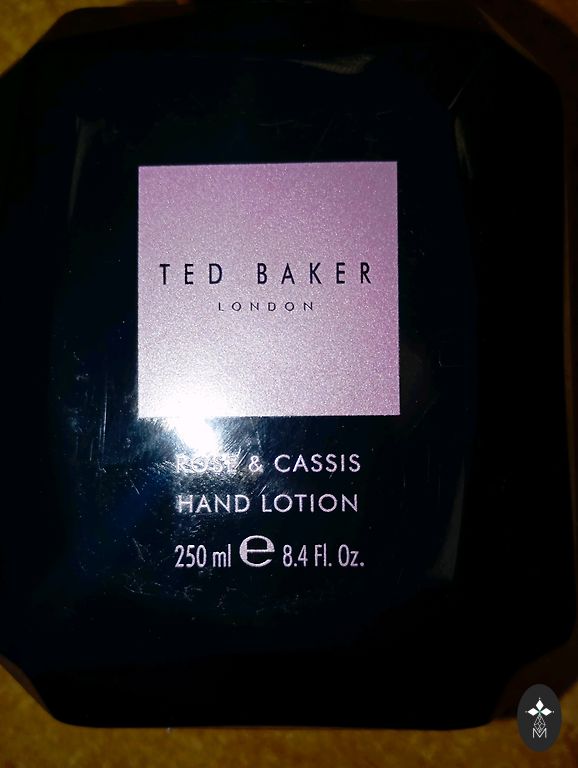 TED BAKER
LONDON
ROSE & CASSIS
HAND LOTION
250 ml e 8.4 Fl. Oz.
M